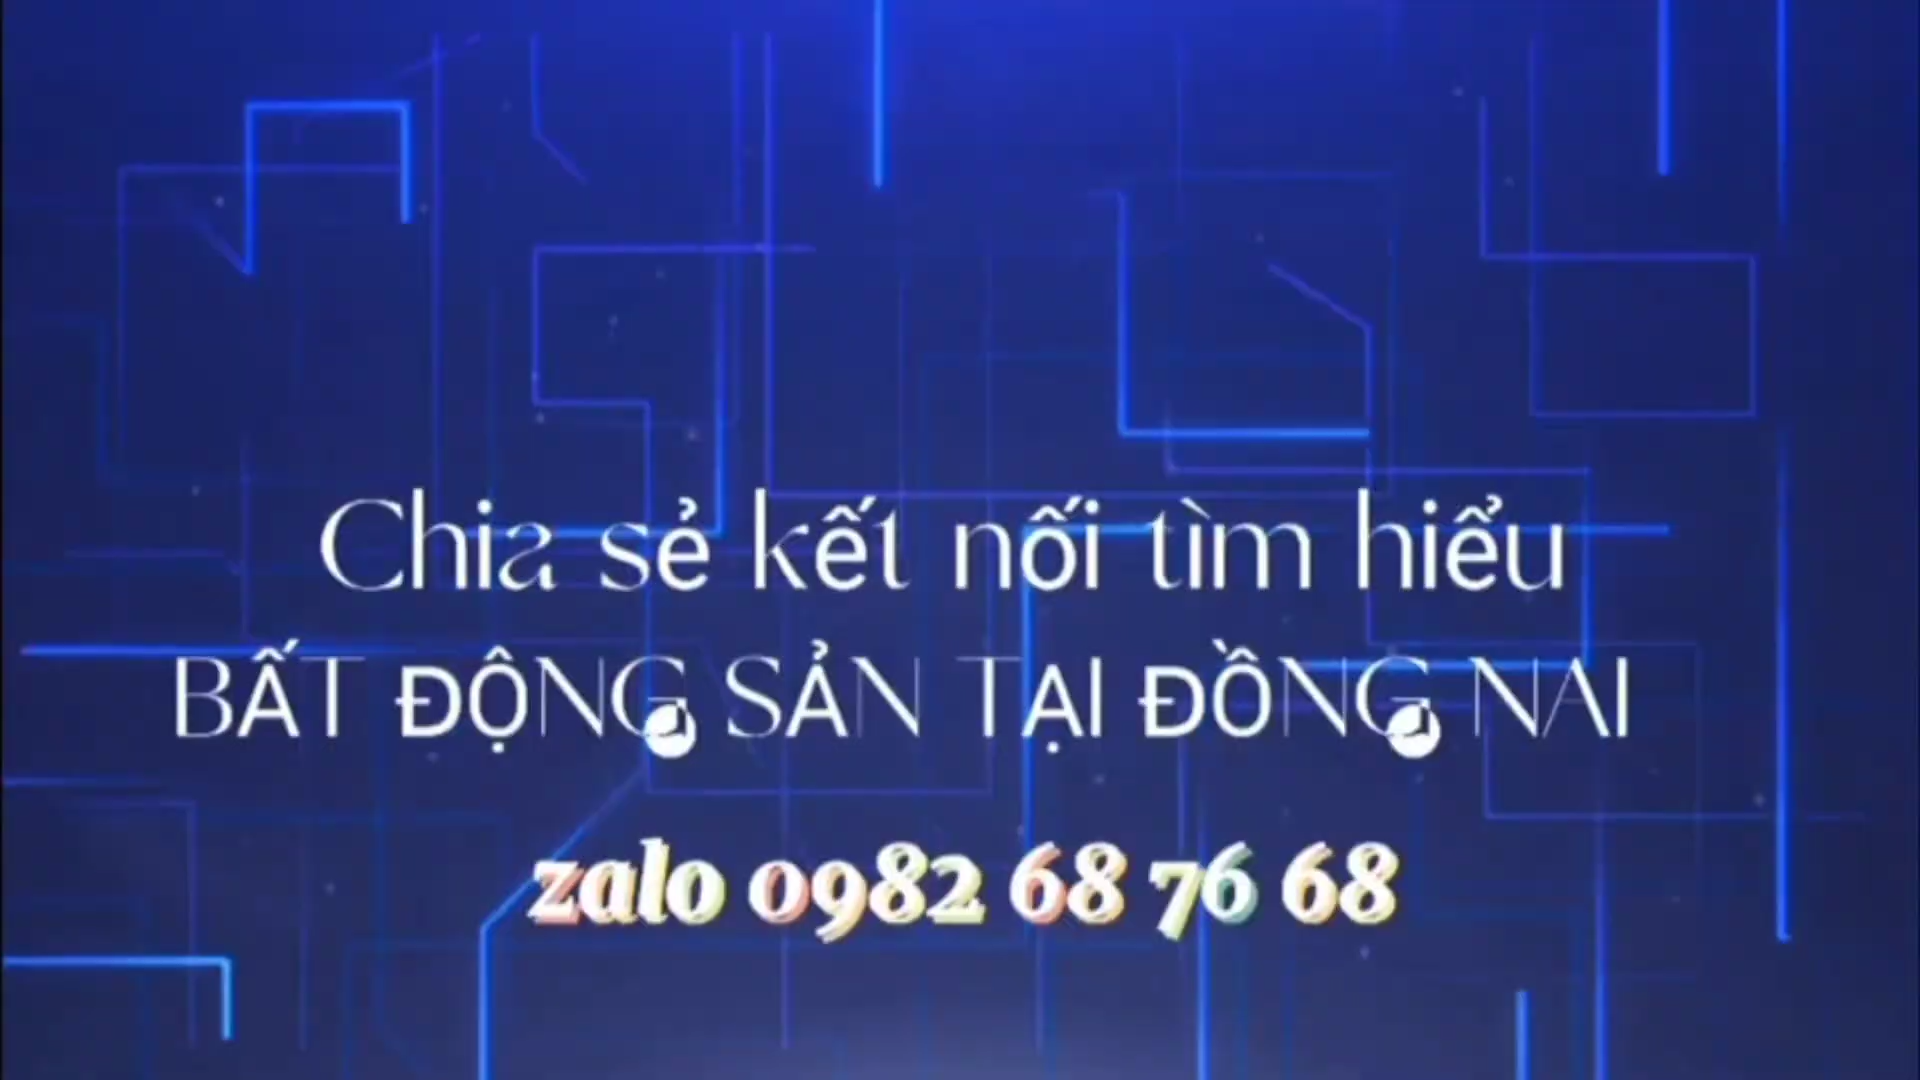 Chia sẻ kết nối tìm hiểu
BẤT ĐỘNG SẢN TẠI ĐỒNG NAI
zalo 0982 68 76 68